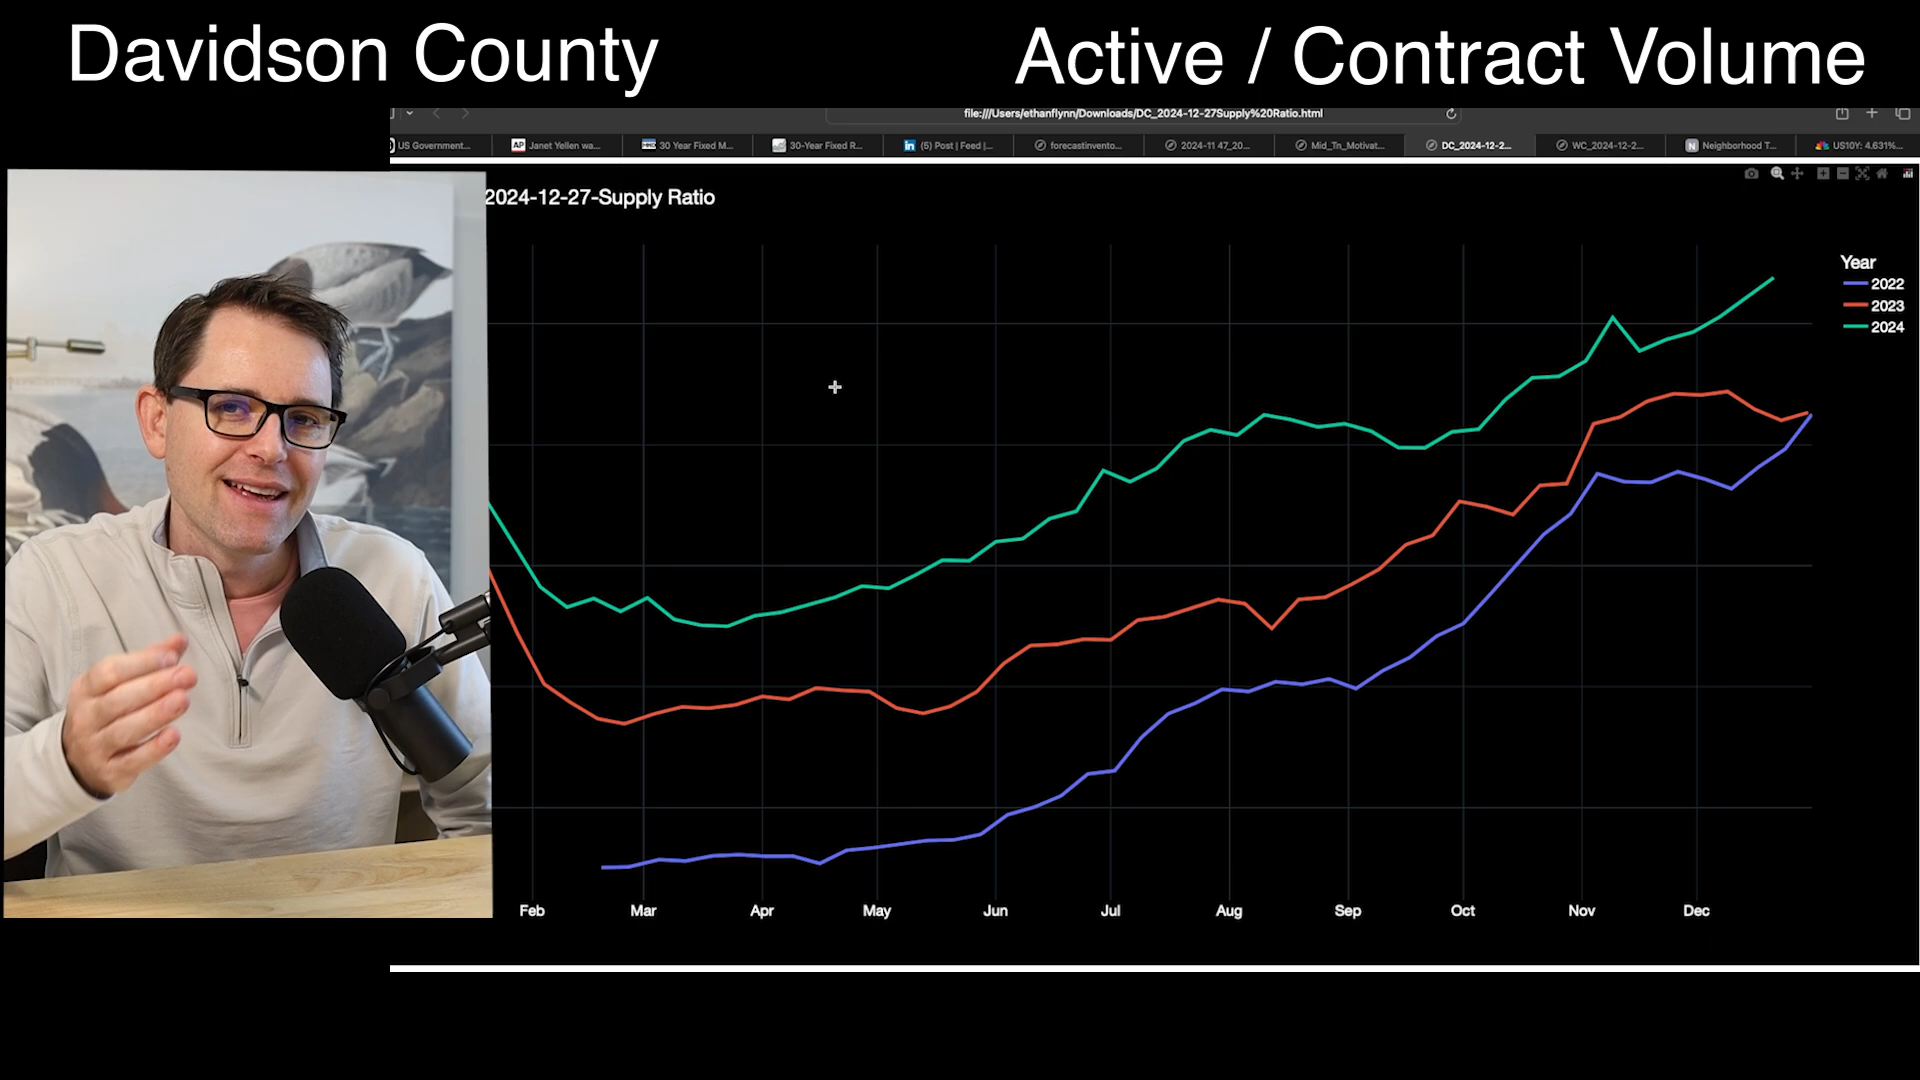 Davidson County
Active / Contract Volume
file:///Users/ethanflynn/Downloads/DC_2024-12-27Supply%20Ratio.html
US Government...
AP Janet Yellen wa...
30 Year Fixed M...
30-Year Fixed R...
in (5) Post | Feed |...
forecastinvento...
2024-11 47_20...
Mid_Tn_Motivat...
DC_2024-12-2...
WC_2024-12-2...
N Neighborhood T...
US10Y: 4.631%...
2024-12-27-Supply Ratio
Year
2022
2023
2024
Feb Mar Apr May Jun Jul Aug Sep Oct Nov Dec